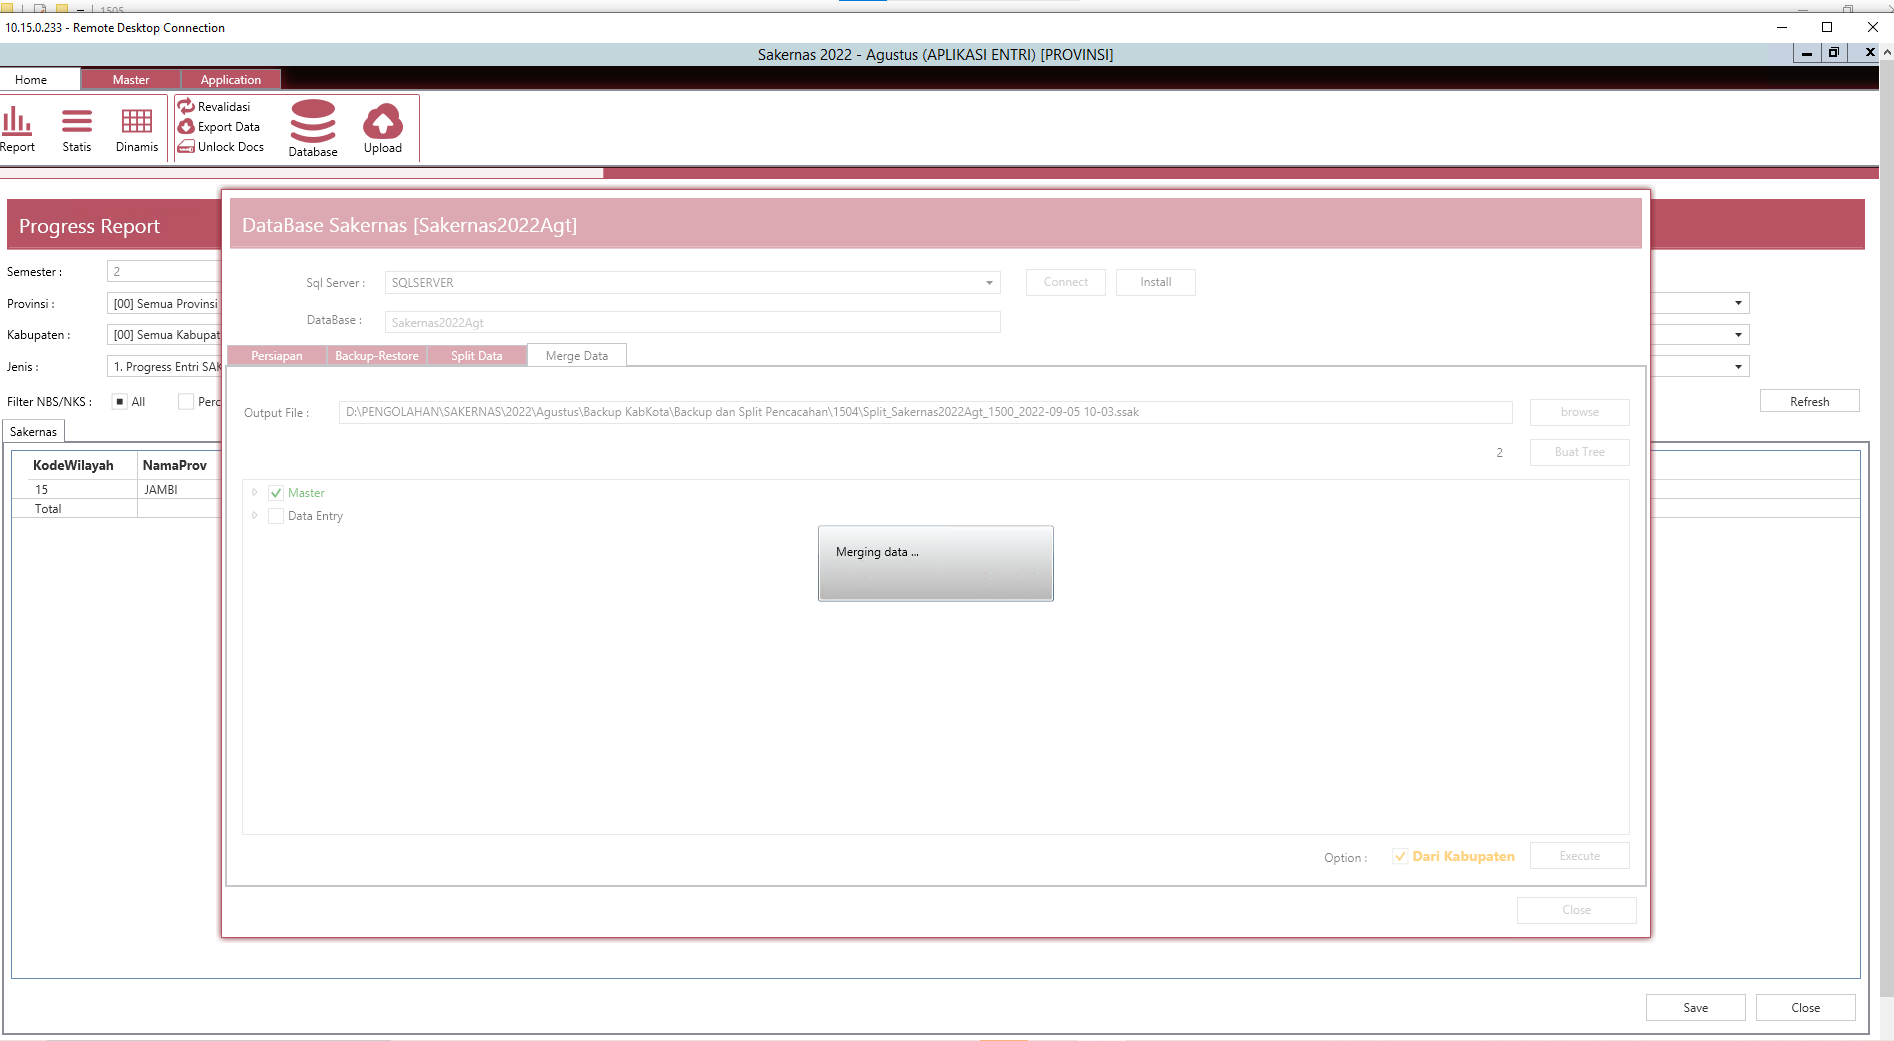 1505
10.15.0.233 - Remote Desktop Connection
Sakernas 2022 - Agustus (APLIKASI ENTRI) [PROVINSI]
Home Master Application
Report Statis Dinamis
Revalidasi
Export Data
Unlock Docs
Database Upload
Progress Report
DataBase Sakernas [Sakernas2022Agt]
Semester : 2
Sql Server : SQLSERVER Connect Install
Provinsi : [00] Semua Provinsi
DataBase : Sakernas2022Agt
Kabupaten : [00] Semua Kabupat
Persiapan Backup-Restore Split Data Merge Data
Jenis : 1. Progress Entri SAK
Filter NBS/NKS : All Perc
Refresh
Output File : D:\PENGOLAHAN\SAKERNAS\2022\Agustus\Backup KabKota\Backup dan Split Pencacahan\1504\Split_Sakernas2022Agt_1500_2022-09-05 10-03.ssak browse
Sakernas
2 Buat Tree
KodeWilayah NamaProv
15 JAMBI
Total
Master
Data Entry
Merging data ...
Option : Dari Kabupaten Execute
Close
Save Close